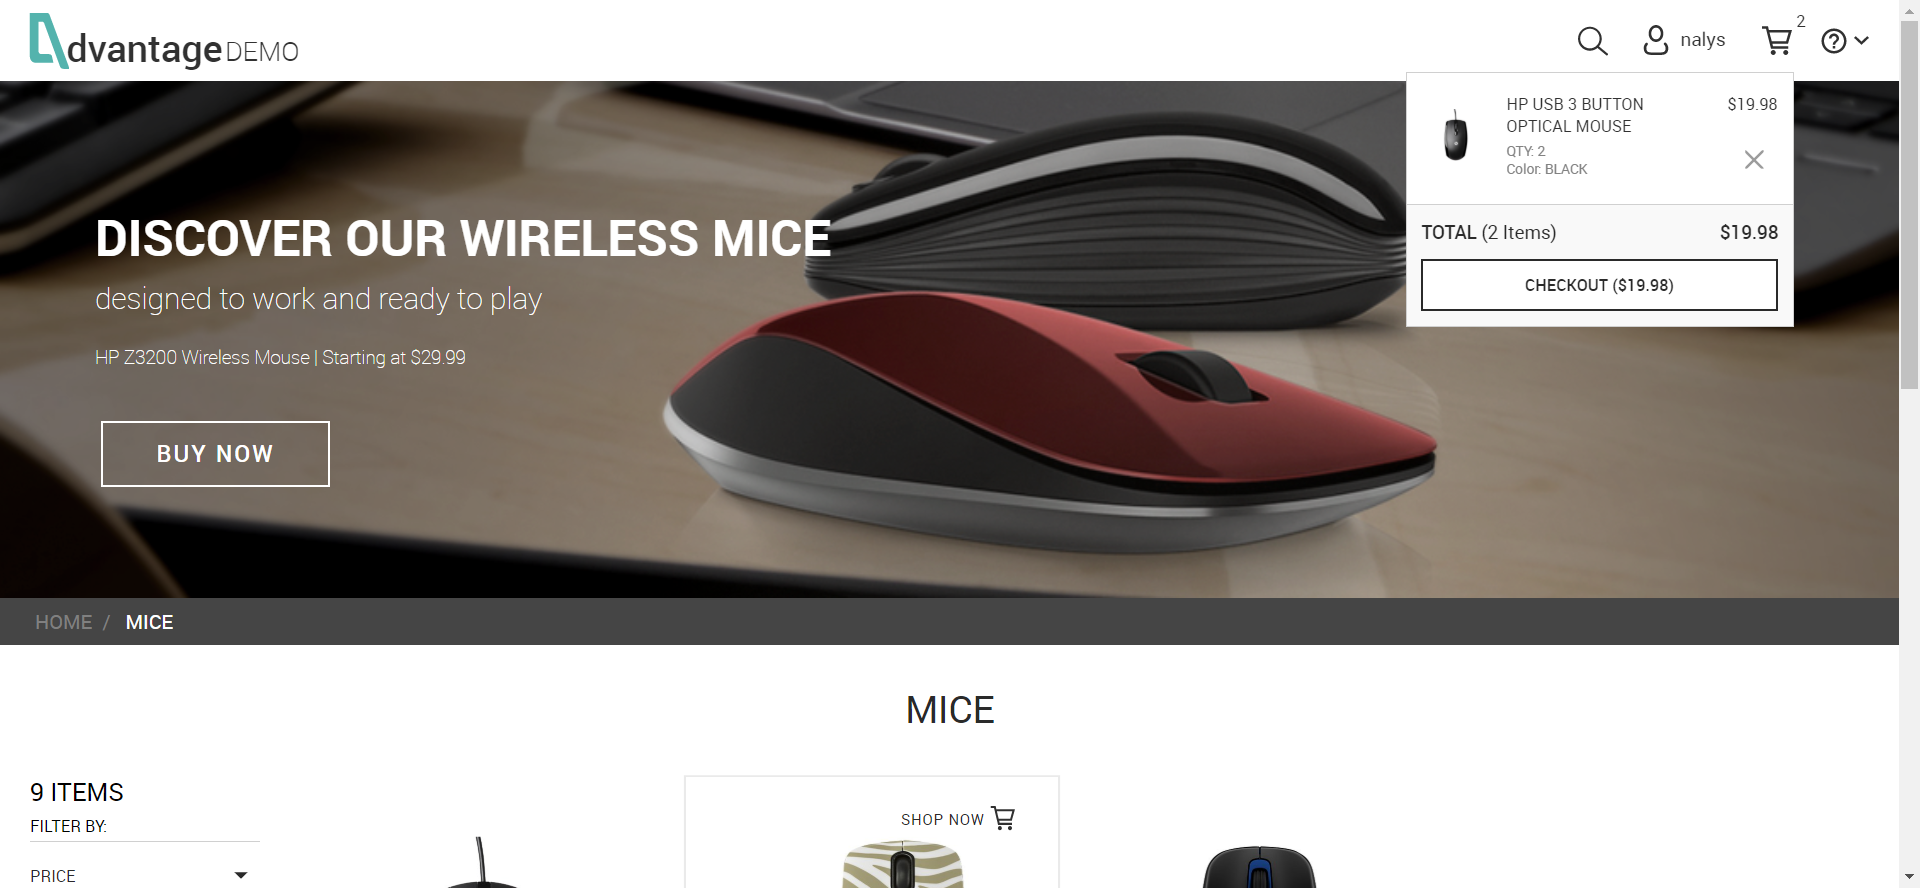 dvantage DEMO
nalys
2
HP USB 3 BUTTON
OPTICAL MOUSE
$19.98
QTY: 2
Color: BLACK
TOTAL (2 Items)
$19.98
CHECKOUT ($19.98)
DISCOVER OUR WIRELESS MICE
designed to work and ready to play
HP Z3200 Wireless Mouse | Starting at $29.99
BUY NOW
HOME / MICE
MICE
9 ITEMS
FILTER BY:
PRICE
SHOP NOW